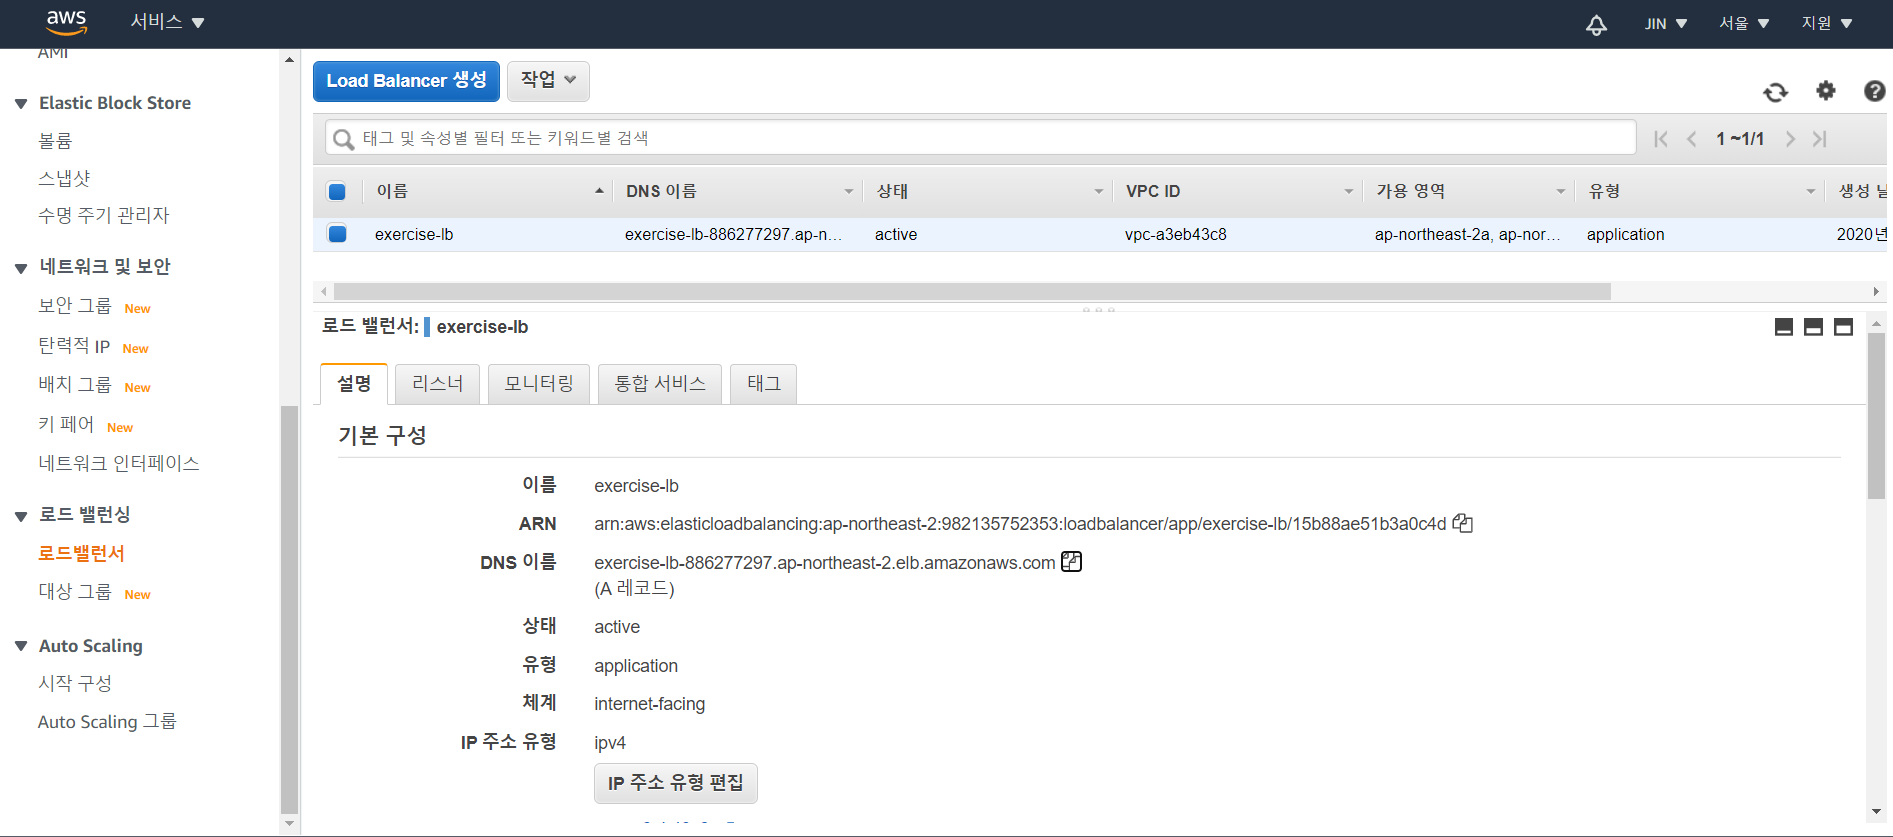 aws 서비스 JIN 서울 지원
AMI
Elastic Block Store
볼륨
스냅샷
수명 주기 관리자
네트워크 및 보안
보안 그룹 New
탄력적 IP New
배치 그룹 New
키 페어 New
네트워크 인터페이스
로드 밸런싱
로드밸런서
대상 그룹 New
Auto Scaling
시작 구성
Auto Scaling 그룹
Load Balancer 생성 작업
태그 및 속성별 필터 또는 키워드별 검색 1 ~1/1
이름 DNS 이름 상태 VPC ID 가용 영역 유형 생성 날
exercise-lb exercise-lb-886277297.ap-n... active vpc-a3eb43c8 ap-northeast-2a, ap-nor... application 2020년
로드 밸런서: exercise-lb
설명 리스너 모니터링 통합 서비스 태그
기본 구성
이름 exercise-lb
ARN arn:aws:elasticloadbalancing:ap-northeast-2:982135752353:loadbalancer/app/exercise-lb/15b88ae51b3a0c4d
DNS 이름 exercise-lb-886277297.ap-northeast-2.elb.amazonaws.com
(A 레코드)
상태 active
유형 application
체계 internet-facing
IP 주소 유형 ipv4
IP 주소 유형 편집